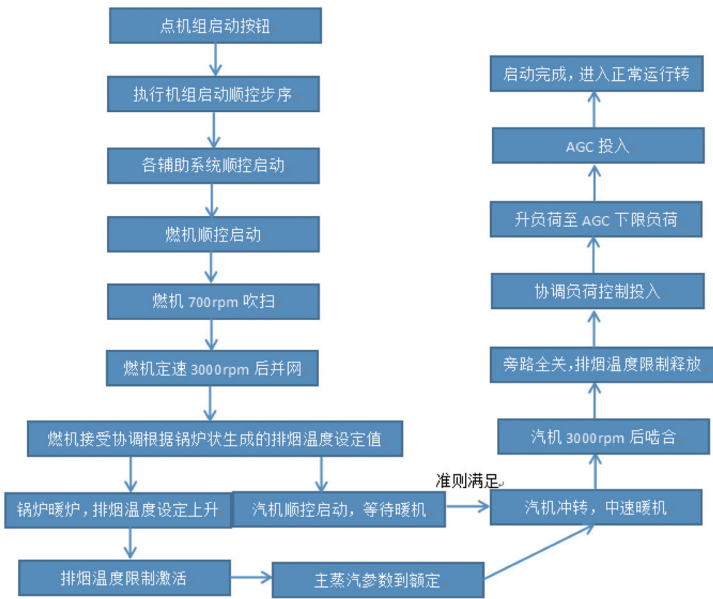 点机组启动按钮
执行机组启动顺控步序
各辅助系统顺控启动
燃机顺控启动
燃机 700rpm 吹扫
燃机定速 3000rpm 后并网
燃机接受协调根据锅炉状生成的排烟温度设定值
锅炉暖炉，排烟温度设定上升
汽机顺控启动，等待暖机
排烟温度限制激活
主蒸汽参数到额定
准则满足
汽机冲转，中速暖机
汽机 3000rpm 后啮合
旁路全关，排烟温度限制释放
协调负荷控制投入
升负荷至 AGC 下限负荷
AGC 投入
启动完成，进入正常运行转